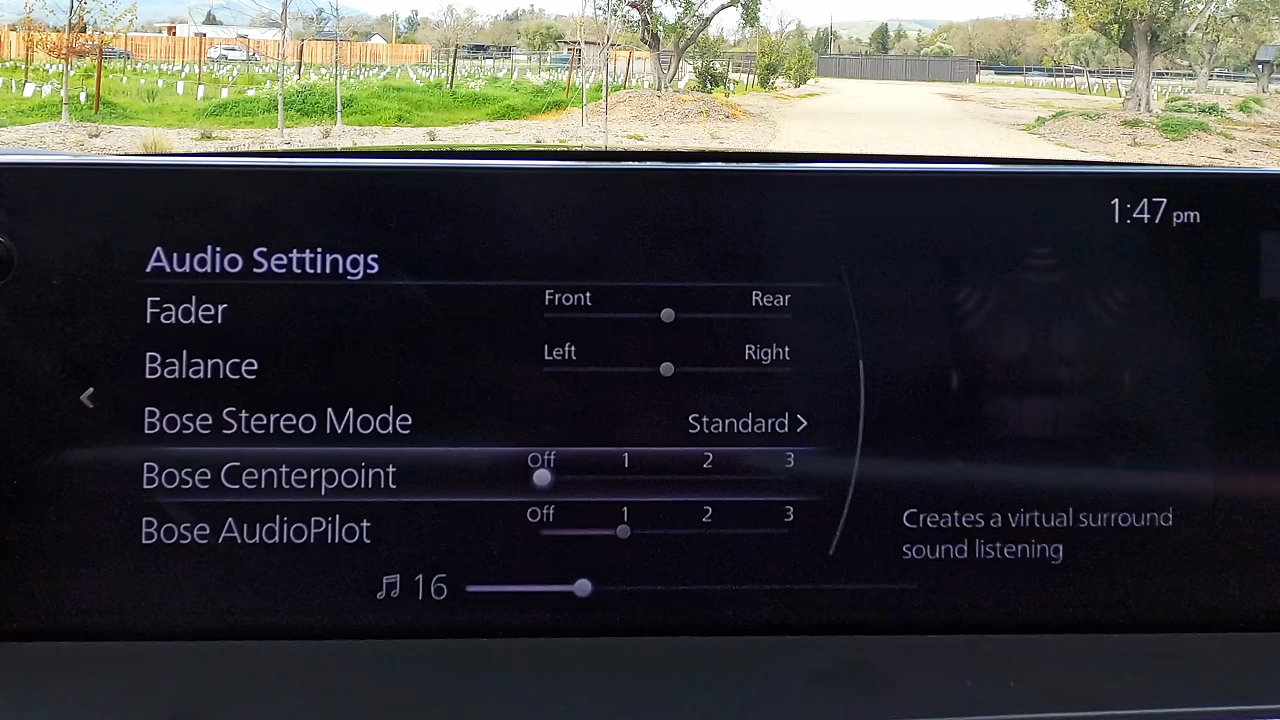 1:47 pm
Audio Settings
Fader Front Rear
Balance Left Right
Bose Stereo Mode Standard >
Bose Centerpoint Off 1 2 3
Bose AudioPilot Off 1 2 3
Creates a virtual surround
sound listening
16